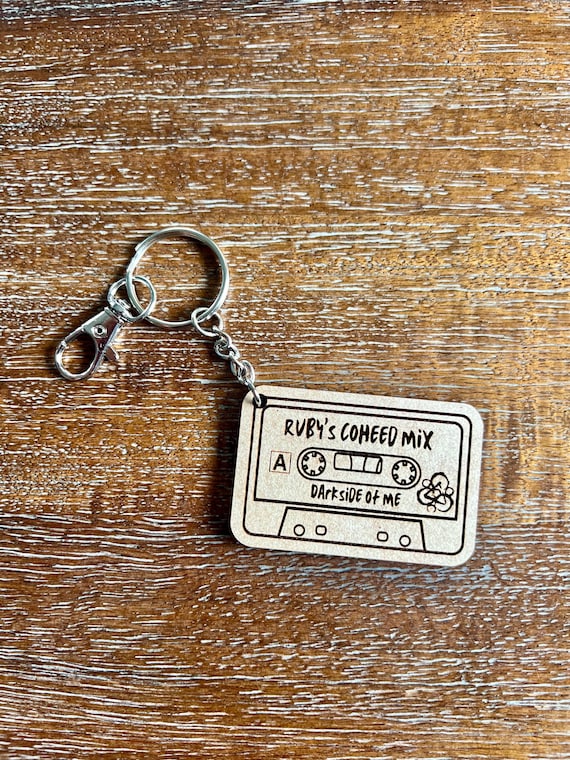 RUBY's COHEED MiX
A
DArksiDE of ME